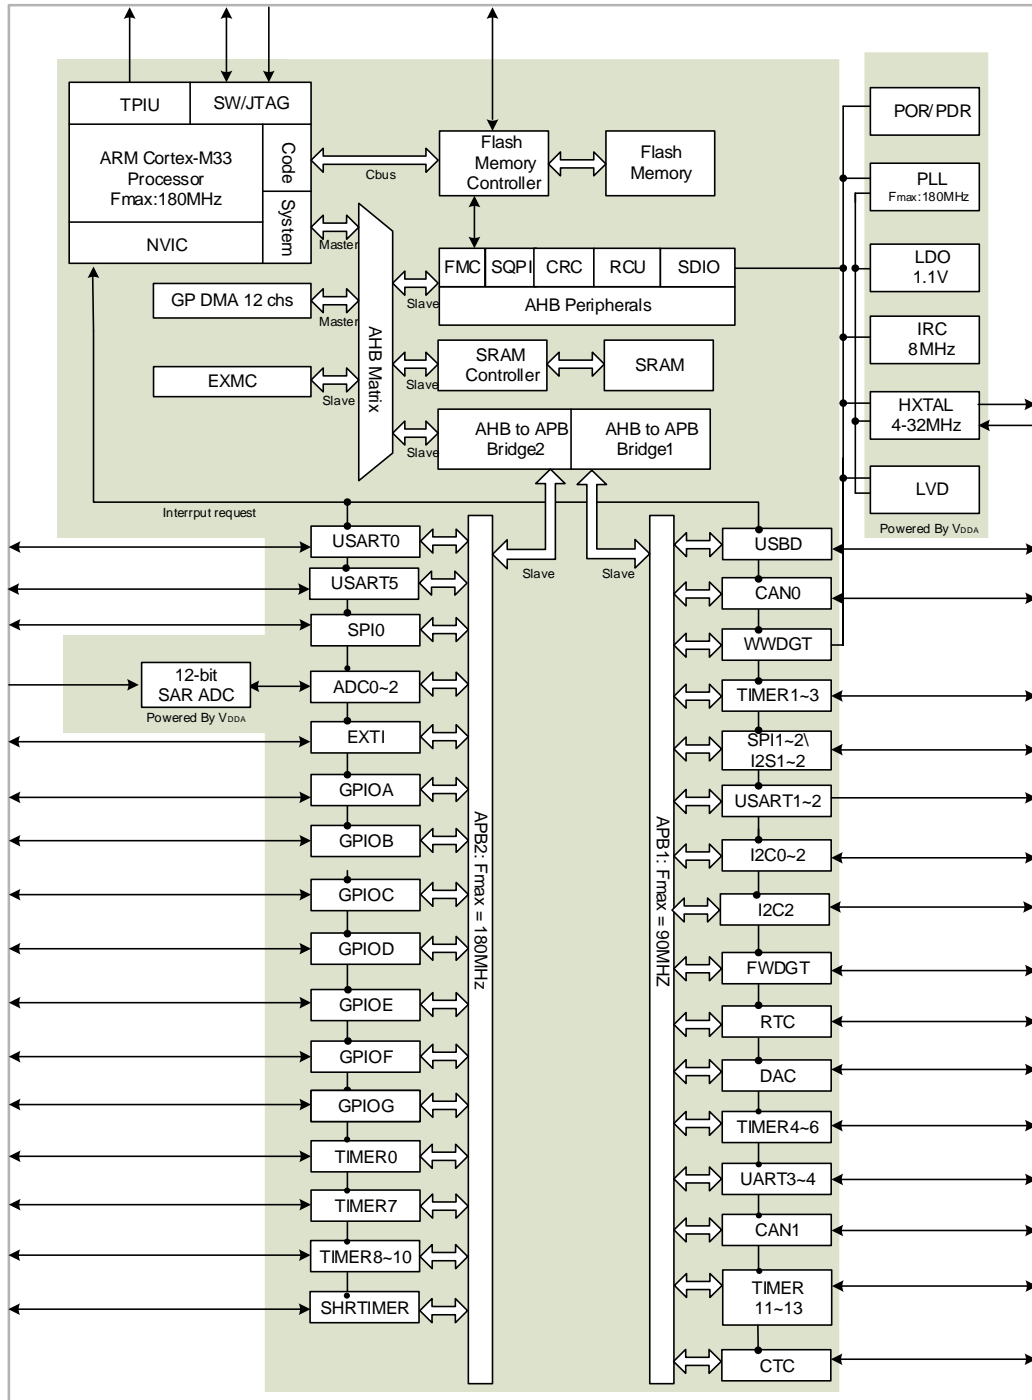 TPIU
SW/JTAG
ARM Cortex-M33
Processor
Fmax:180MHz
Code
System
NVIC
Cbus
Flash
Memory
Controller
Flash
Memory
POR/PDR
PLL
Fmax:180MHz
LDO
1.1V
IRC
8MHz
HXTAL
4-32MHz
LVD
Powered By VDDA
Master
AHB Matrix
Slave
FMC
SQPI
CRC
RCU
SDIO
AHB Peripherals
GP DMA 12 chs
Master
EXMC
Slave
Slave
SRAM
Controller
SRAM
Slave
AHB to APB
Bridge2
AHB to APB
Bridge1
Interrput request
Slave
Slave
USART0
USART5
SPI0
12-bit
SAR ADC
Powered By VDDA
ADC0~2
EXTI
GPIOA
GPIOB
GPIOC
GPIOD
GPIOE
GPIOF
GPIOG
TIMER0
TIMER7
TIMER8~10
SHRTIMER
APB2: Fmax = 180MHz
APB1: Fmax = 90MHZ
USBD
CAN0
WWDGT
TIMER1~3
SPI1~2\
I2S1~2
USART1~2
I2C0~2
I2C2
FWDGT
RTC
DAC
TIMER4~6
UART3~4
CAN1
TIMER
11~13
CTC